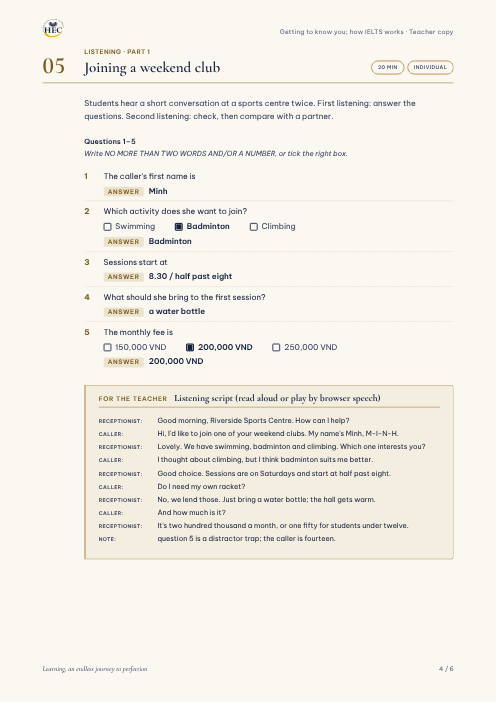 HEC
Getting to know you; how IELTS works · Teacher copy
LISTENING · PART 1
05 Joining a weekend club
20 MIN INDIVIDUAL
Students hear a short conversation at a sports centre twice. First listening: answer the
questions. Second listening: check, then compare with a partner.
Questions 1–5
Write NO MORE THAN TWO WORDS AND/OR A NUMBER, or tick the right box.
1 The caller's first name is
ANSWER Minh
2 Which activity does she want to join?
Swimming Badminton Climbing
ANSWER Badminton
3 Sessions start at
ANSWER 8.30 / half past eight
4 What should she bring to the first session?
ANSWER a water bottle
5 The monthly fee is
150,000 VND 200,000 VND 250,000 VND
ANSWER 200,000 VND
FOR THE TEACHER Listening script (read aloud or play by browser speech)
RECEPTIONIST: Good morning, Riverside Sports Centre. How can I help?
CALLER: Hi, I'd like to join one of your weekend clubs. My name's Minh, M-I-N-H.
RECEPTIONIST: Lovely. We have swimming, badminton and climbing. Which one interests you?
CALLER: I thought about climbing, but I think badminton suits me better.
RECEPTIONIST: Good choice. Sessions are on Saturdays and start at half past eight.
CALLER: Do I need my own racket?
RECEPTIONIST: No, we lend those. Just bring a water bottle; the hall gets warm.
CALLER: And how much is it?
RECEPTIONIST: It's two hundred thousand a month, or one fifty for students under twelve.
NOTE: question 5 is a distractor trap; the caller is fourteen.
Learning, an endless journey to perfection
4 / 6